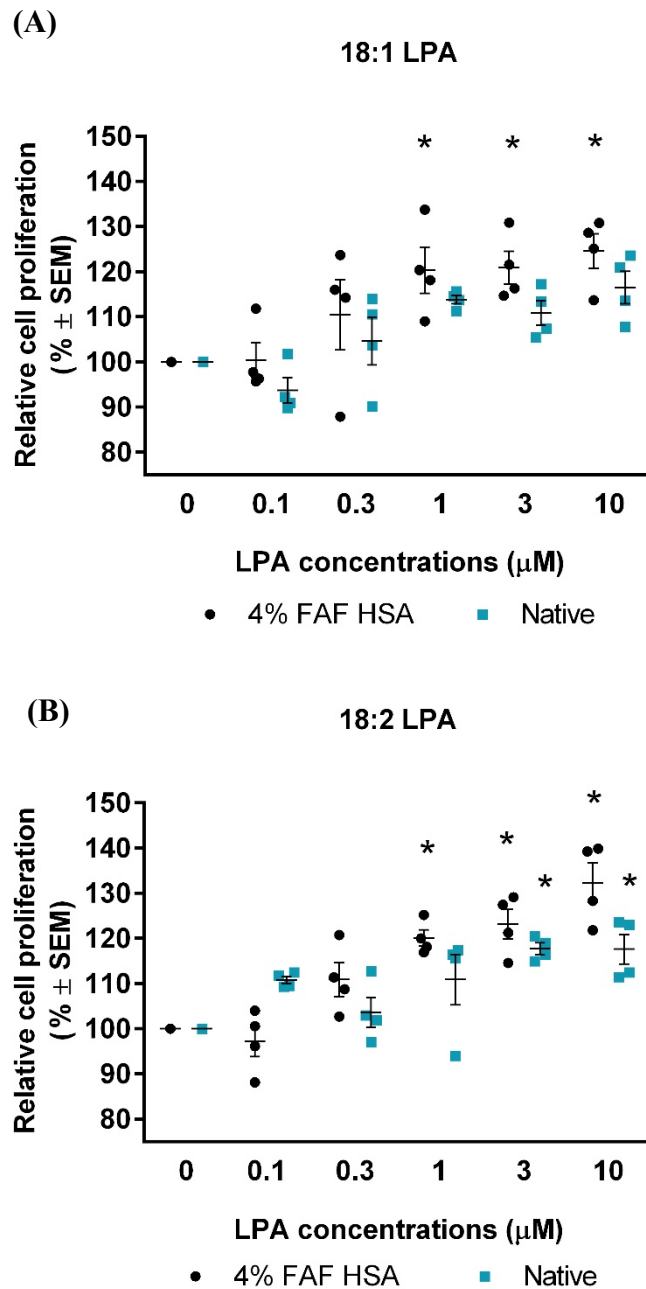 (A)
18:1 LPA
Relative cell proliferation
(% ± SEM)
150
140
130
120
110
100
90
80
* * *
0 0.1 0.3 1 3 10
LPA concentrations (μM)
4% FAF HSA Native
(B)
18:2 LPA
Relative cell proliferation
(% ± SEM)
150
140
130
120
110
100
90
80
* * * * *
0 0.1 0.3 1 3 10
LPA concentrations (μM)
4% FAF HSA Native